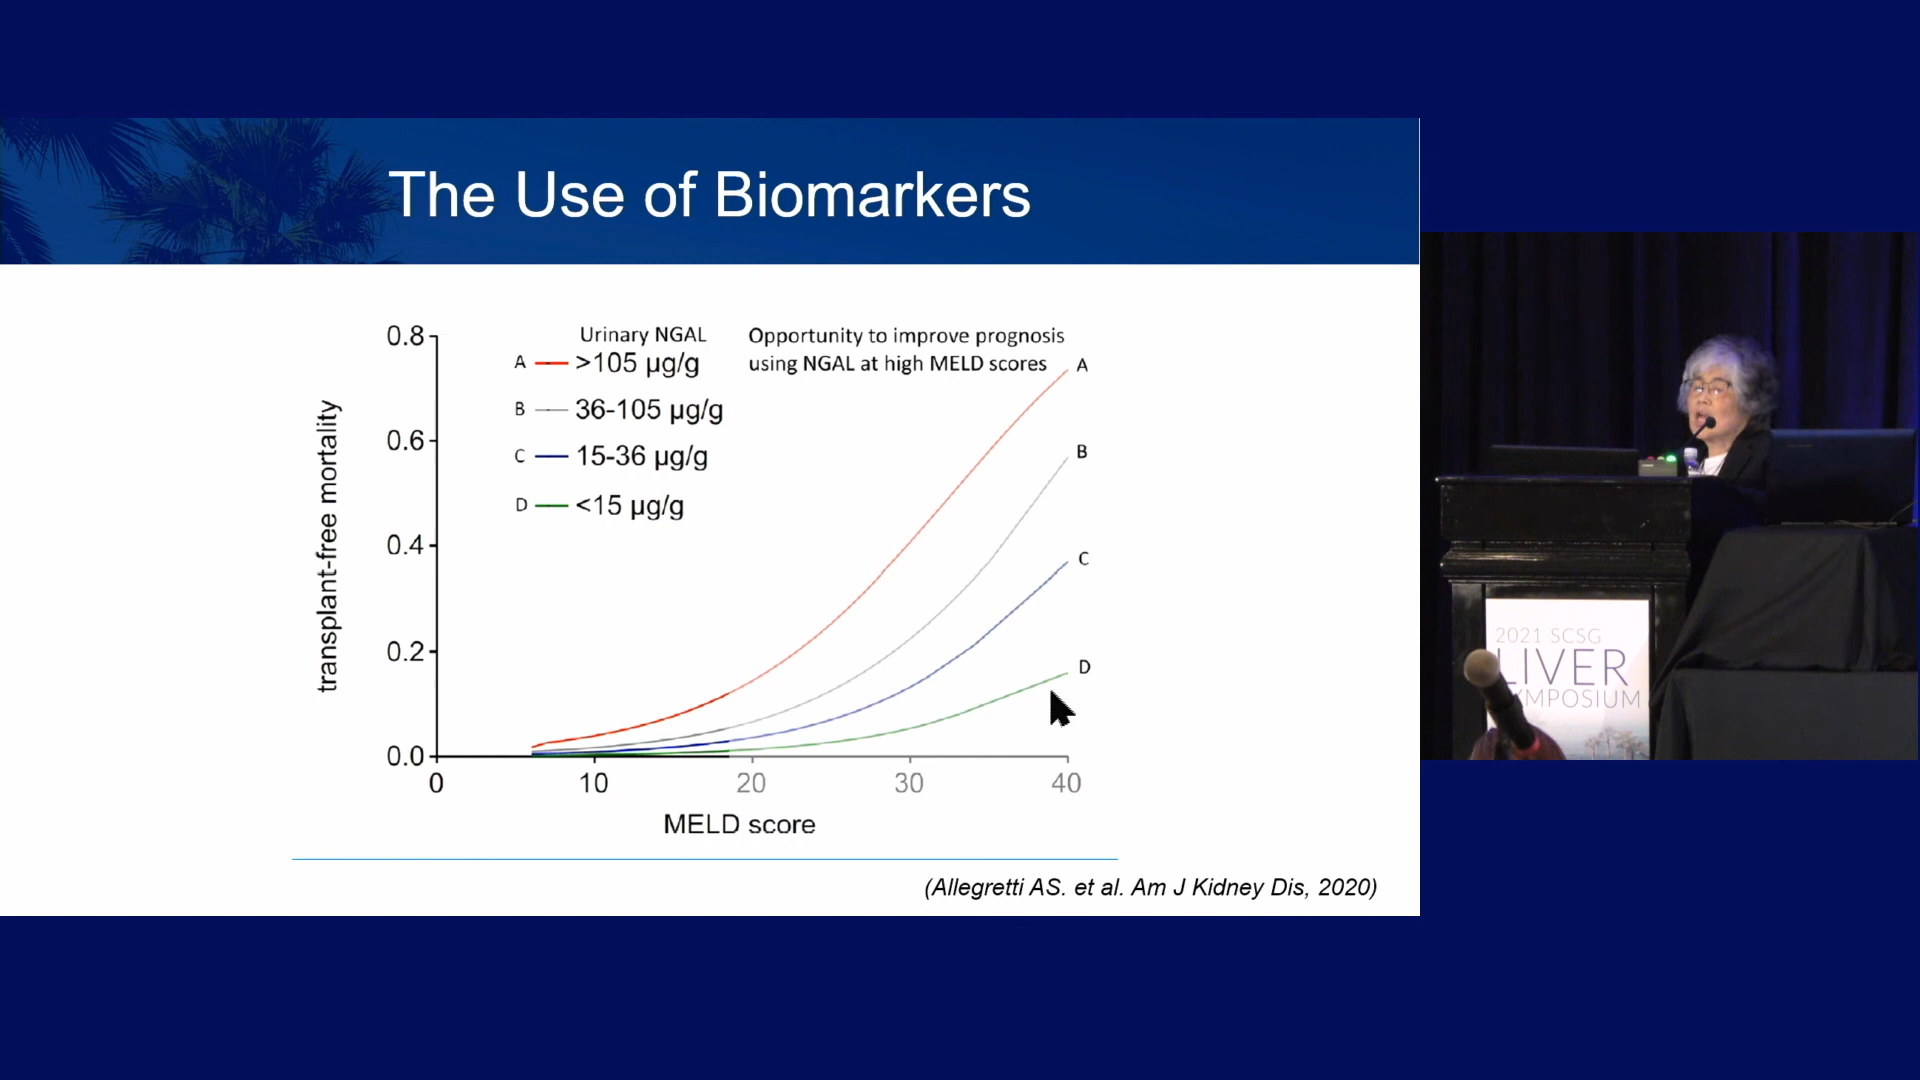 The Use of Biomarkers
Urinary NGAL
A >105 µg/g
B 36-105 µg/g
C 15-36 µg/g
D <15 µg/g
Opportunity to improve prognosis
using NGAL at high MELD scores
A
B
C
D
transplant-free mortality
0.8
0.6
0.4
0.2
0.0
0 10 20 30 40
MELD score
(Allegretti AS. et al. Am J Kidney Dis, 2020)
2021 SCSG
LIVER